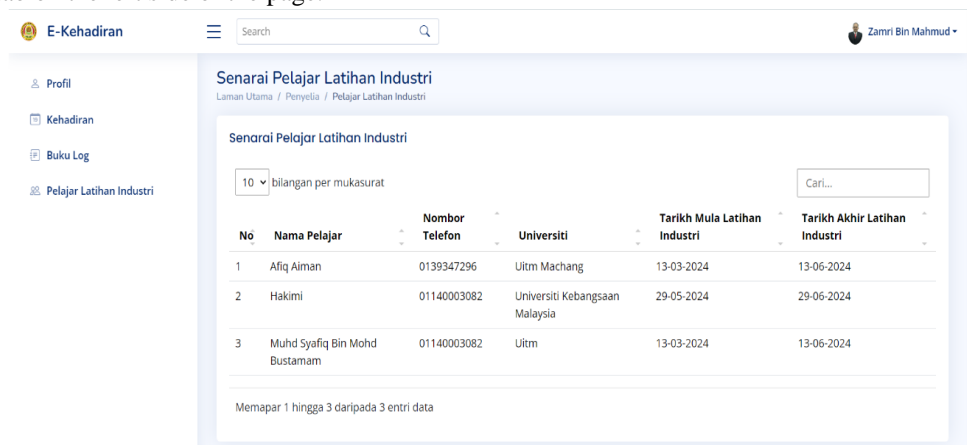 E-Kehadiran
Search
Zamri Bin Mahmud
Profil
Kehadiran
Buku Log
Pelajar Latihan Industri
Senarai Pelajar Latihan Industri
Laman Utama / Penyelia / Pelajar Latihan Industri
Senarai Pelajar Latihan Industri
10 bilangan per mukasurat
Cari...
No Nama Pelajar Nombor Telefon Universiti Tarikh Mula Latihan Industri Tarikh Akhir Latihan Industri
1 Afiq Aiman 0139347296 Uitm Machang 13-03-2024 13-06-2024
2 Hakimi 01140003082 Universiti Kebangsaan Malaysia 29-05-2024 29-06-2024
3 Muhd Syafiq Bin Mohd Bustamam 01140003082 Uitm 13-03-2024 13-06-2024
Memapar 1 hingga 3 daripada 3 entri data